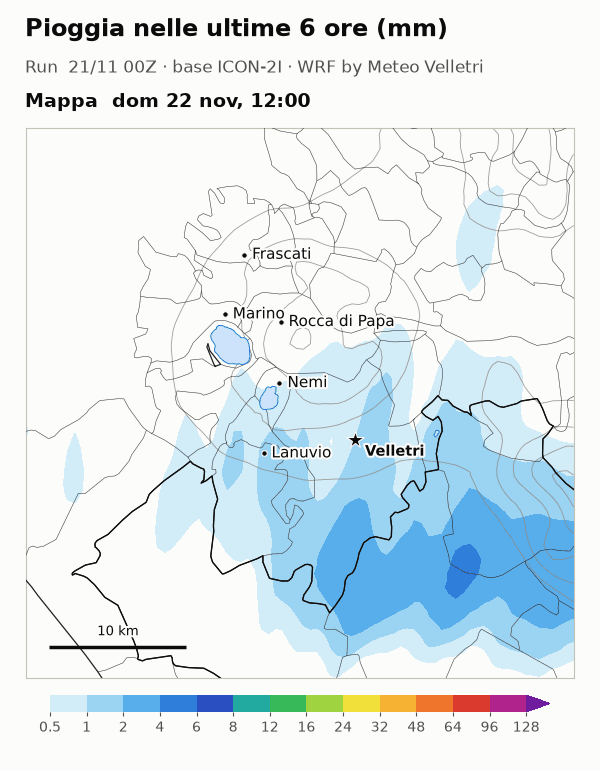 Pioggia nelle ultime 6 ore (mm)
Run 21/11 00Z · base ICON-2I · WRF by Meteo Velletri
Mappa dom 22 nov, 12:00
Frascati
Marino
Rocca di Papa
Nemi
Velletri
Lanuvio
10 km
0.5 1 2 4 6 8 12 16 24 32 48 64 96 128